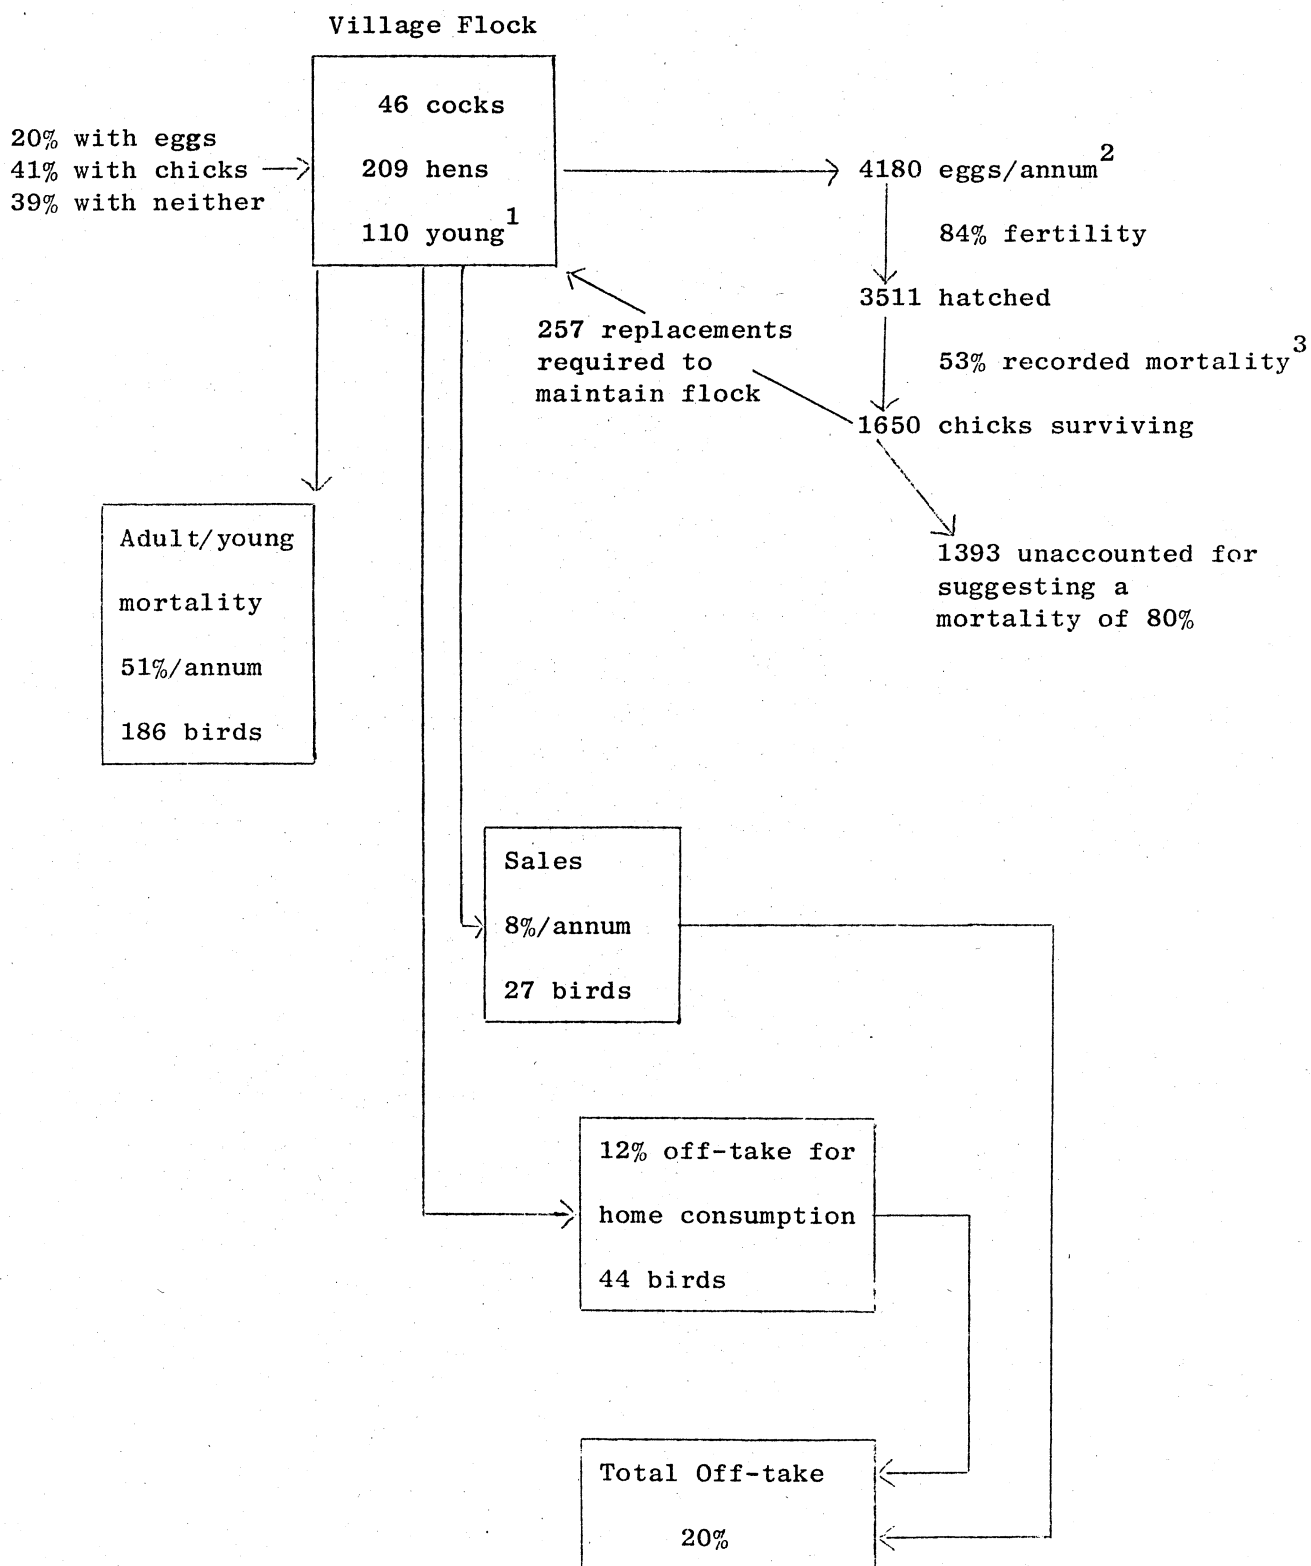 Village Flock
46 cocks
20% with eggs
41% with chicks
209 hens
4180 eggs/annum2
39% with neither
110 young1
84% fertility
3511 hatched
257 replacements
required to
maintain flock
53% recorded mortality3
1650 chicks surviving
1393 unaccounted for
suggesting a
mortality of 80%
Adult/young
mortality
51%/annum
186 birds
Sales
8%/annum
27 birds
12% off-take for
home consumption
44 birds
Total Off-take
20%